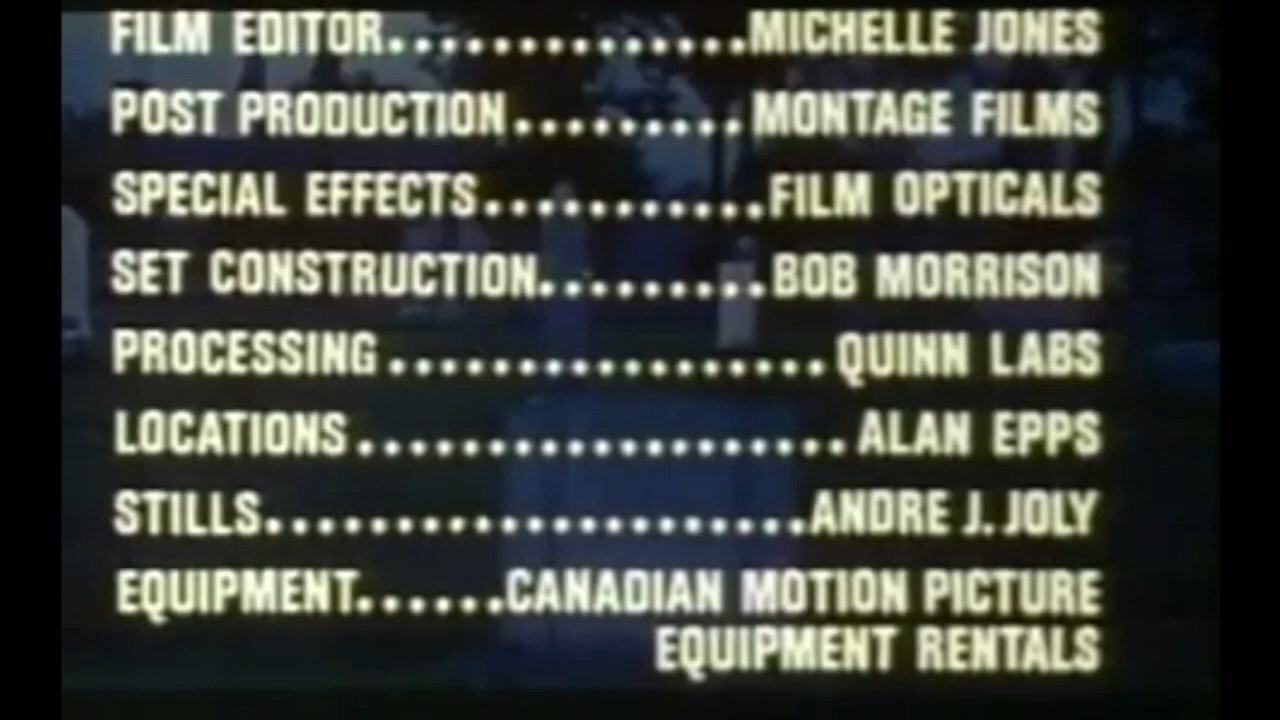 FILM EDITOR..............MICHELLE JONES
POST PRODUCTION.........MONTAGE FILMS
SPECIAL EFFECTS...........FILM OPTICALS
SET CONSTRUCTION.........BOB MORRISON
PROCESSING.................QUINN LABS
LOCATIONS...................ALAN EPPS
STILLS.....................ANDRE J. JOLY
EQUIPMENT......CANADIAN MOTION PICTURE
EQUIPMENT RENTALS